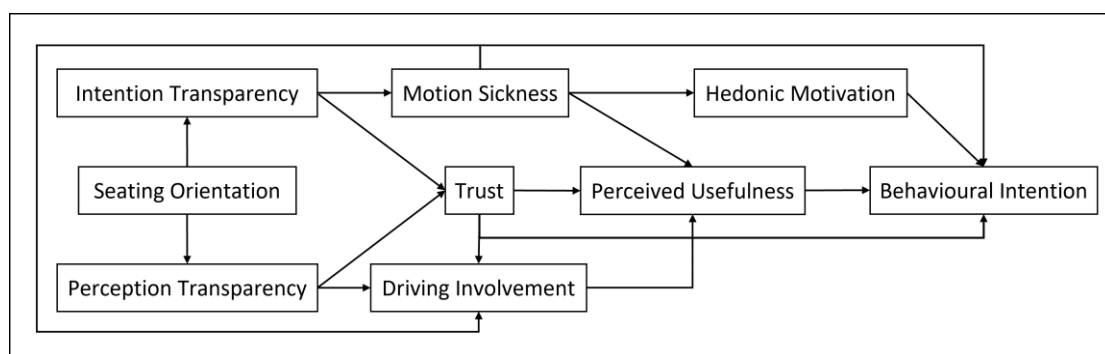 Intention Transparency
Motion Sickness
Hedonic Motivation
Seating Orientation
Trust
Perceived Usefulness
Behavioural Intention
Perception Transparency
Driving Involvement